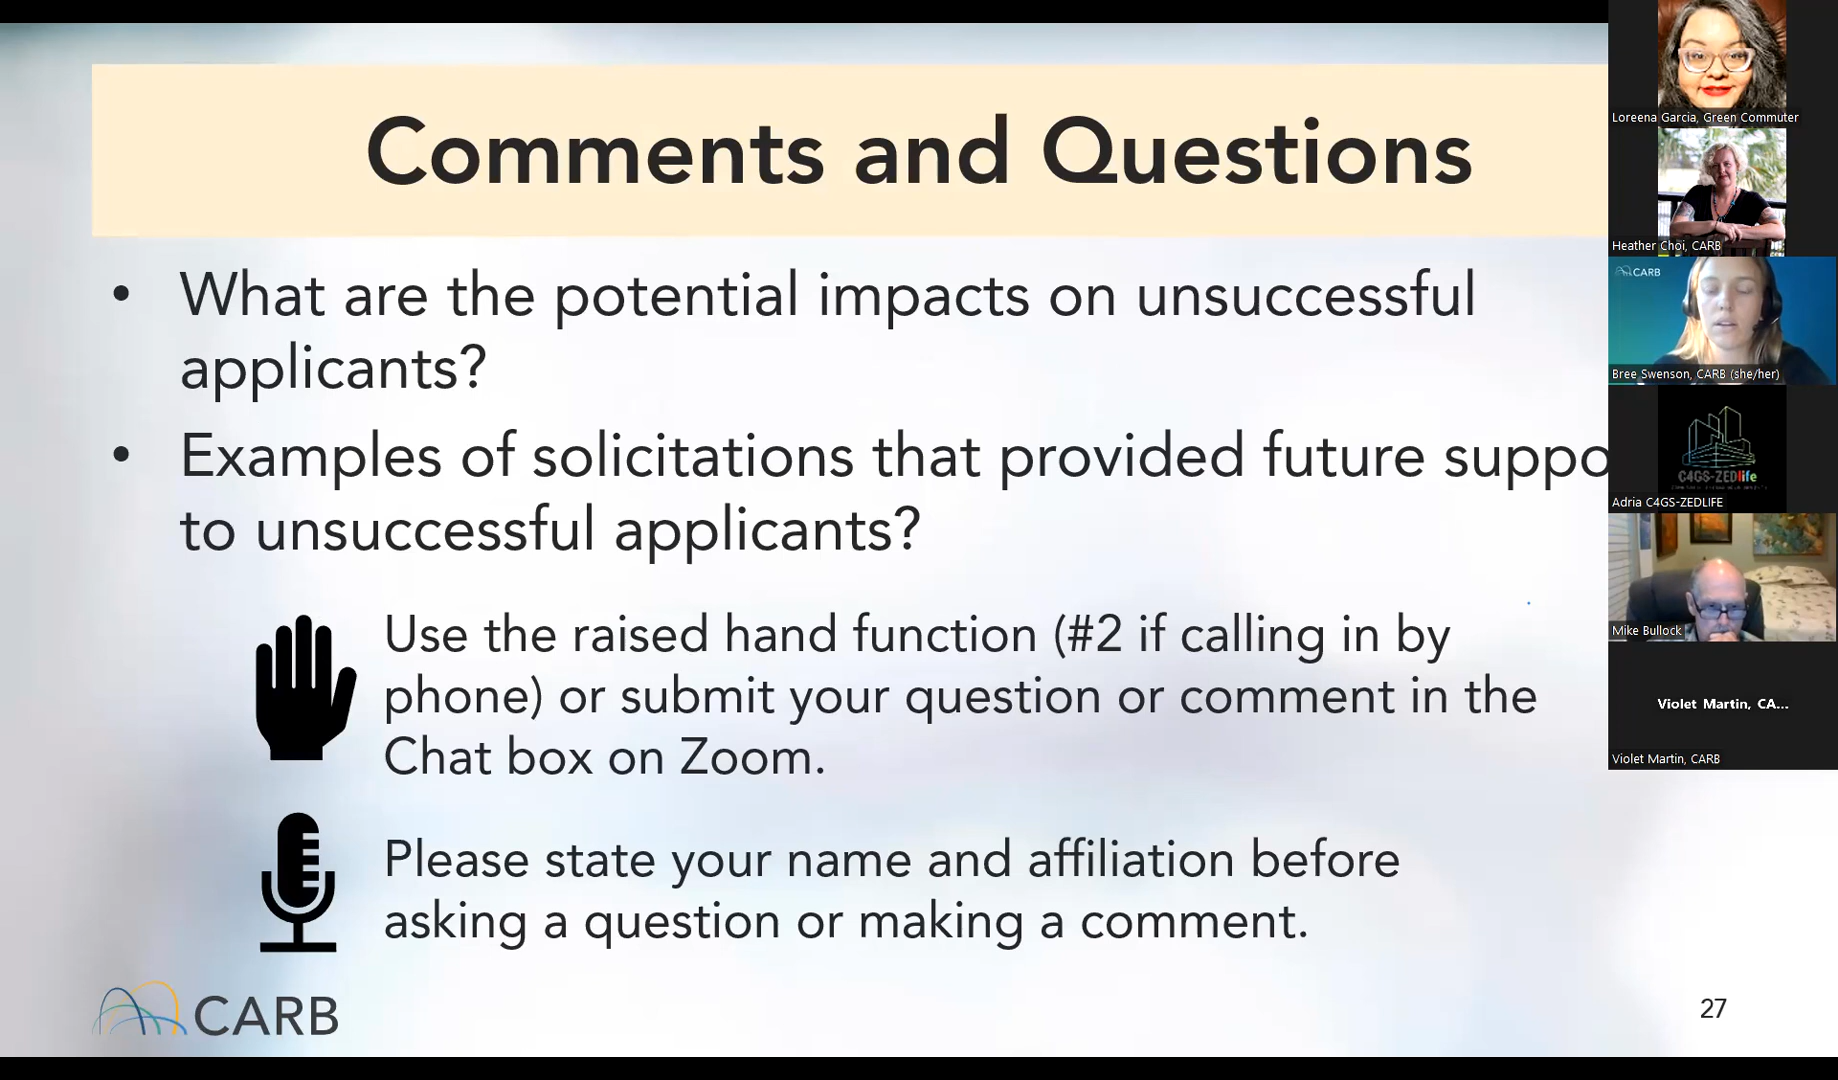 Comments and Questions
• What are the potential impacts on unsuccessful
applicants?
• Examples of solicitations that provided future suppo
to unsuccessful applicants?
Use the raised hand function (#2 if calling in by
phone) or submit your question or comment in the
Chat box on Zoom.
Please state your name and affiliation before
asking a question or making a comment.
CARB
27
Loreena Garcia, Green Commuter
Heather Choi, CARB
CARB
Bree Swenson, CARB (she/her)
C4GS-ZEDlife
Adria C4GS-ZEDLIFE
Mike Bullock
Violet Martin, CA...
Violet Martin, CARB